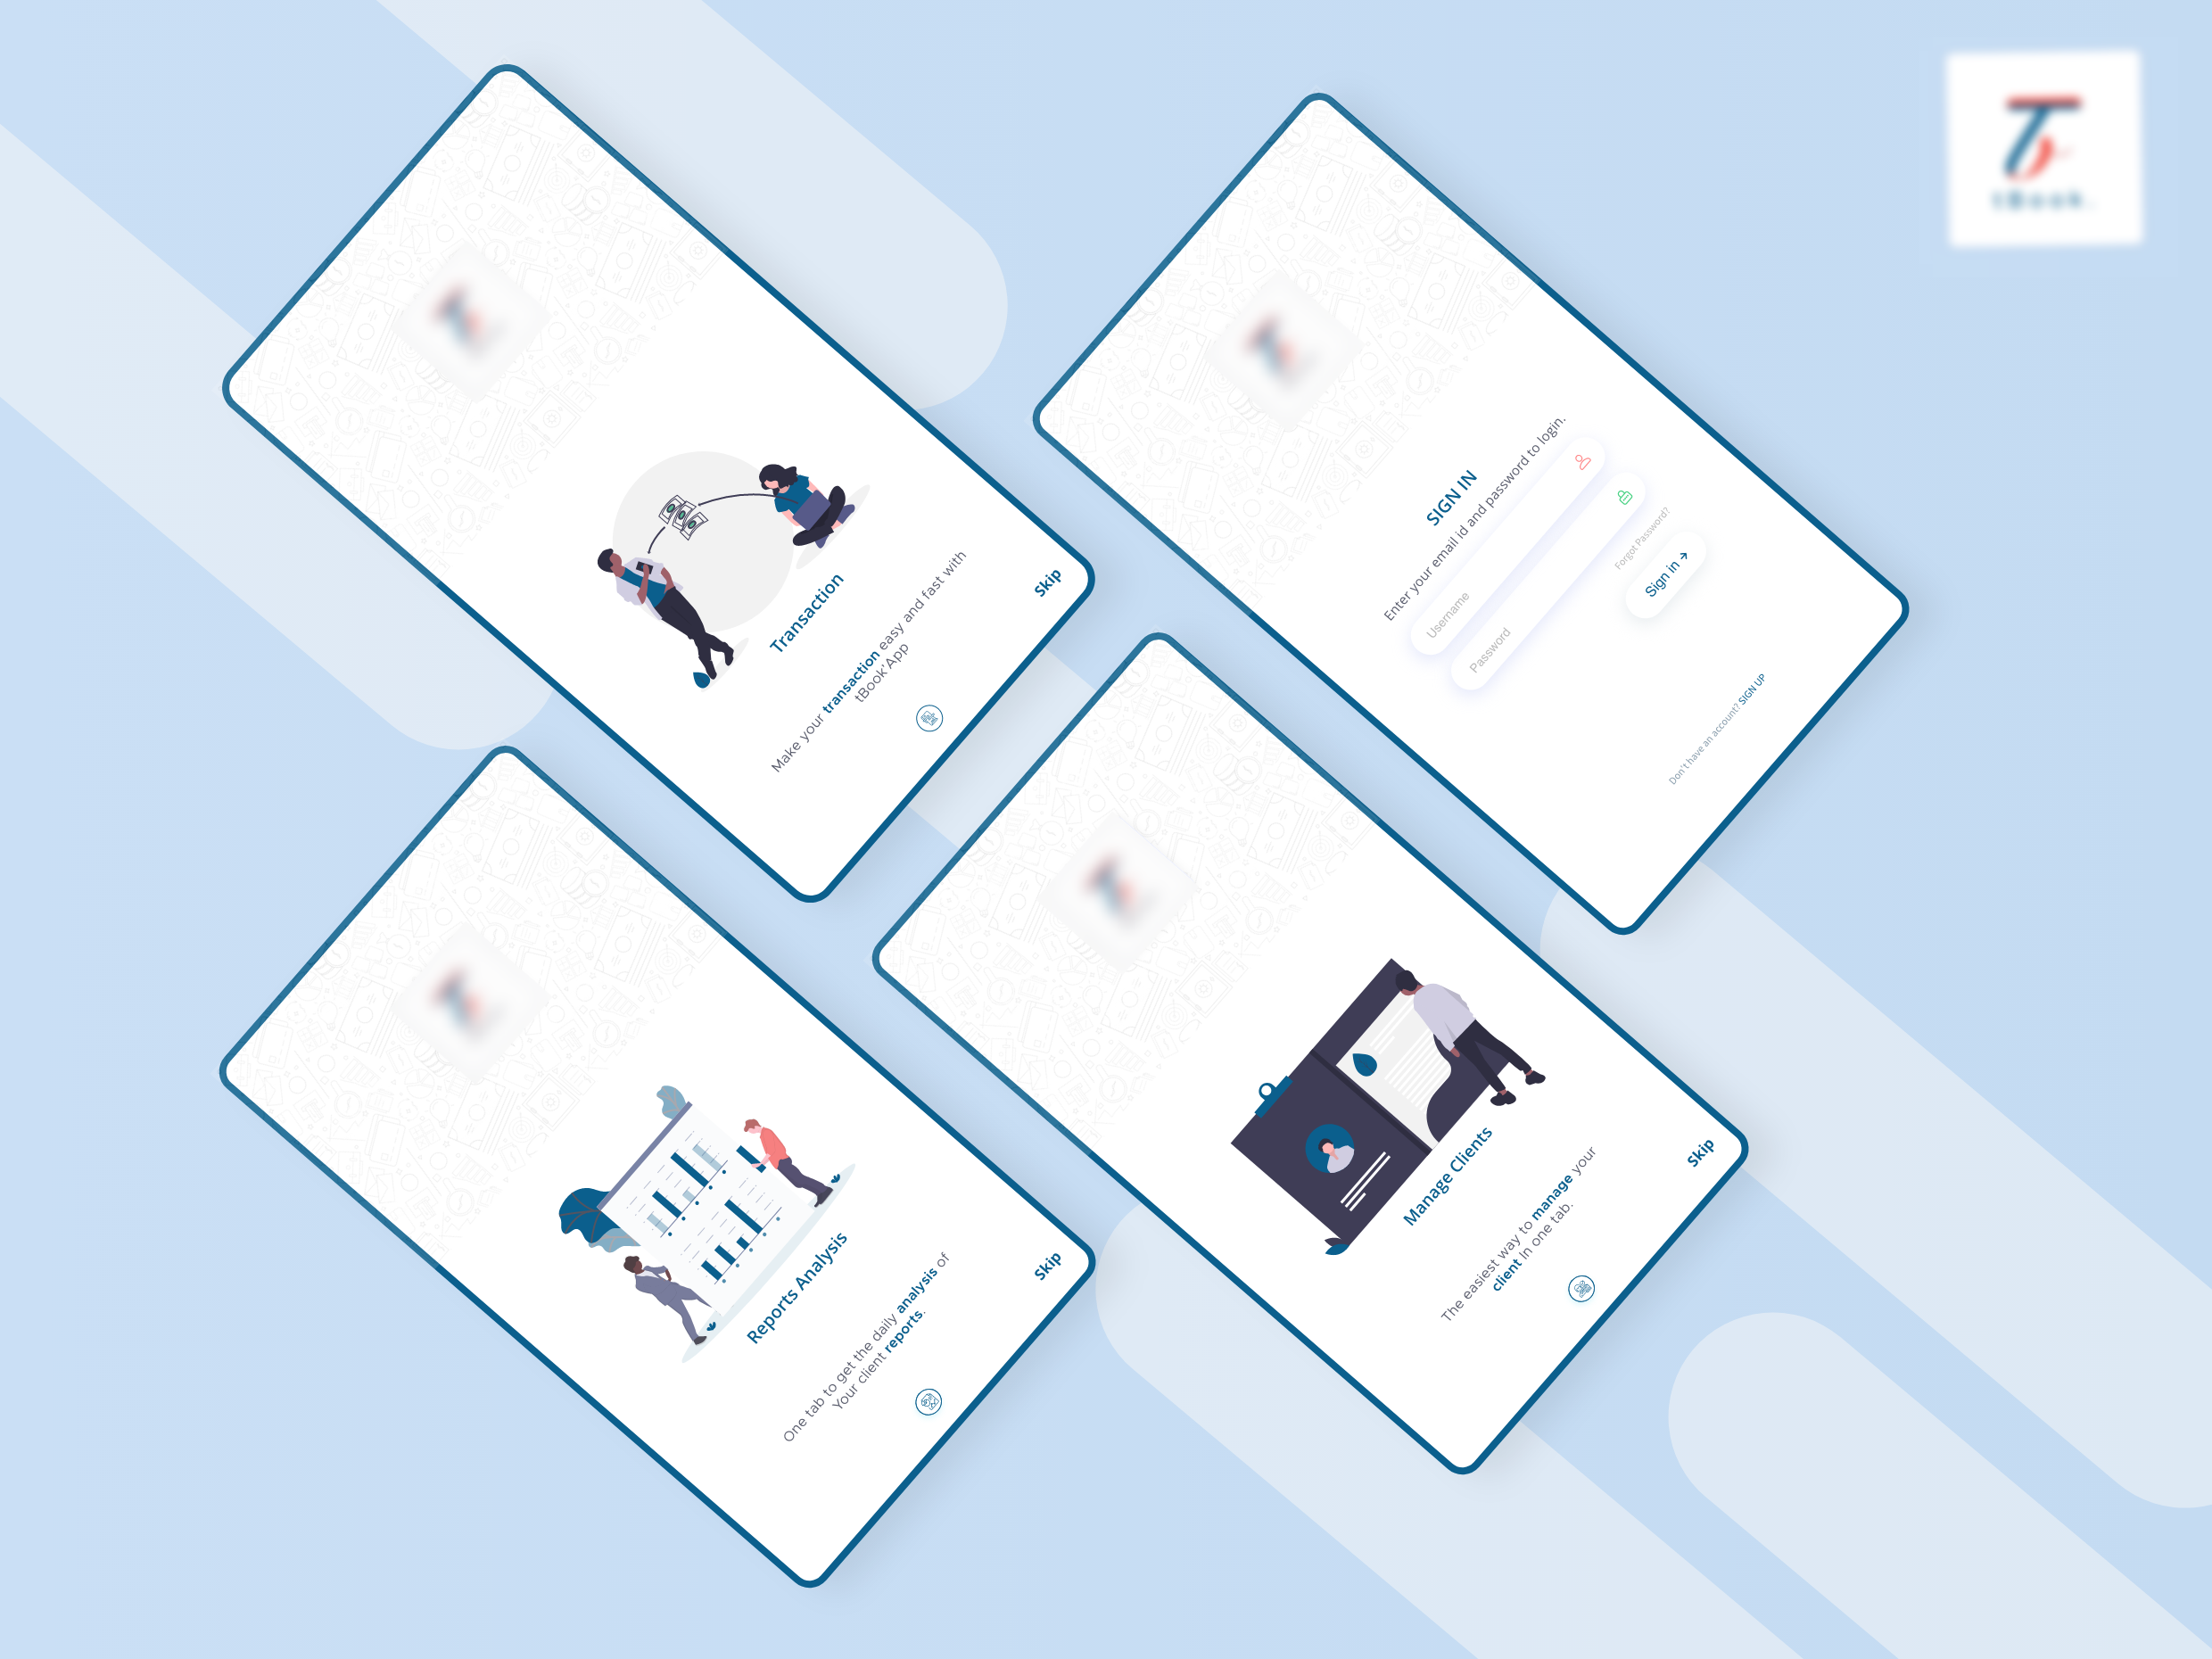 Transaction
Make your transaction easy and fast with
tBook'App
Skip
SIGN IN
Enter your email id and password to login.
Username
Password
Forgot Password?
Sign in
Don't have an account? SIGN UP
tBook.
Reports Analysis
One tab to get the daily analysis of
Your client reports.
Skip
Manage Clients
The easiest way to manage your
client in one tab.
Skip